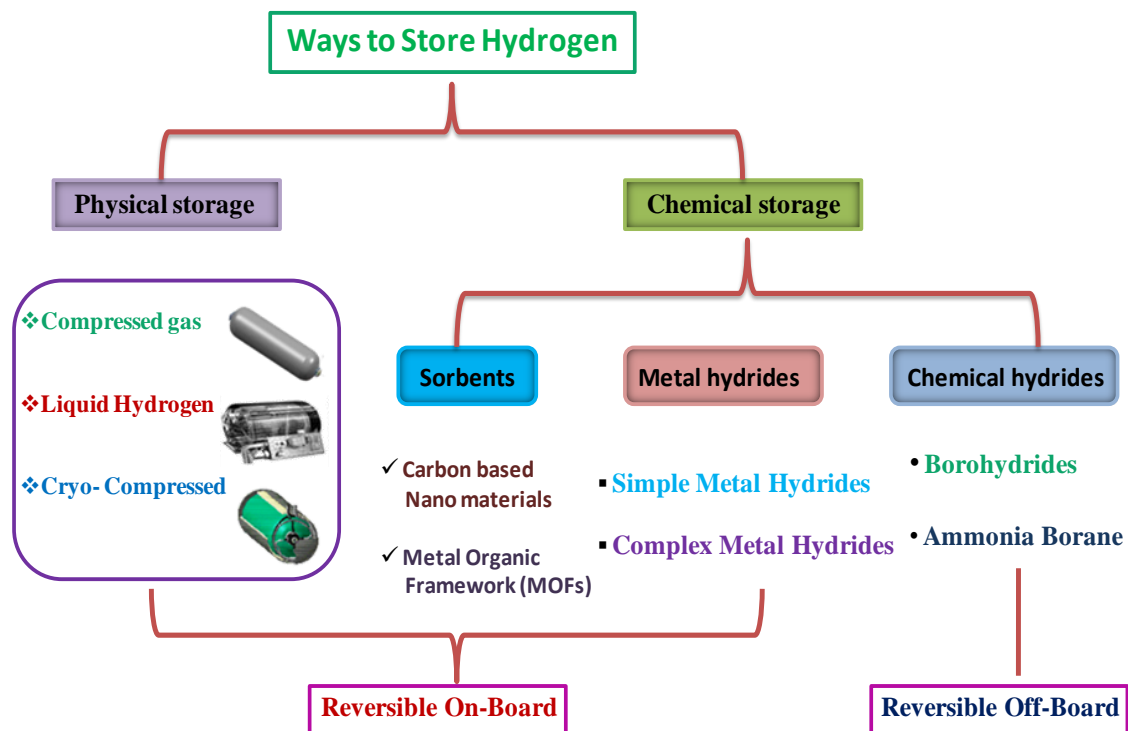 Ways to Store Hydrogen
Physical storage
Chemical storage
❖Compressed gas
❖Liquid Hydrogen
❖Cryo- Compressed
Sorbents
Metal hydrides
Chemical hydrides
✓ Carbon based
Nano materials
✓ Metal Organic
Framework (MOFs)
▪ Simple Metal Hydrides
▪ Complex Metal Hydrides
• Borohydrides
• Ammonia Borane
Reversible On-Board
Reversible Off-Board